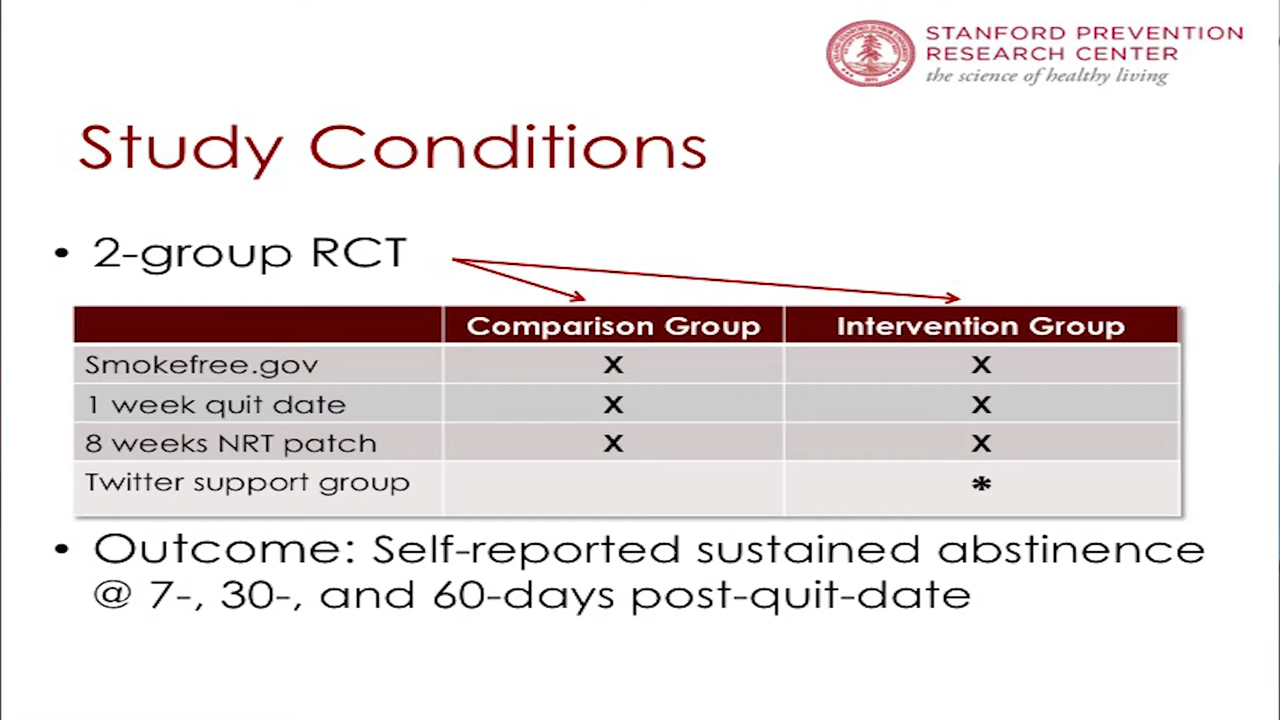 STANFORD PREVENTION
RESEARCH CENTER
the science of healthy living
Study Conditions
• 2-group RCT
Comparison Group Intervention Group
Smokefree.gov X X
1 week quit date X X
8 weeks NRT patch X X
Twitter support group *
• Outcome: Self-reported sustained abstinence
@ 7-, 30-, and 60-days post-quit-date